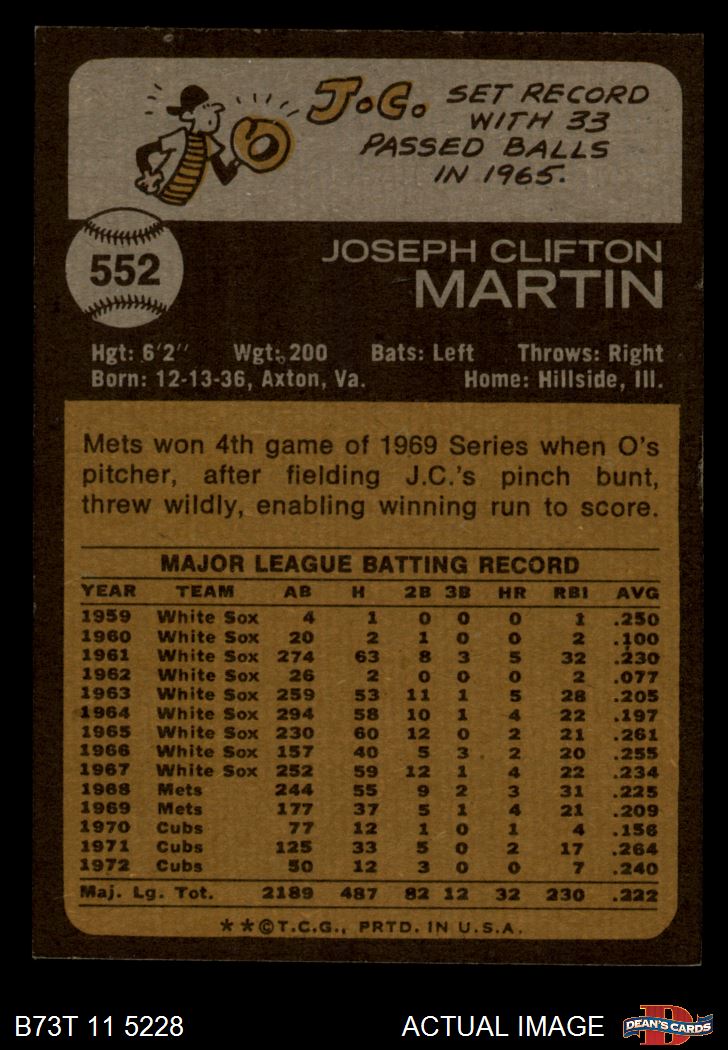 J.C. SET RECORD
WITH 33
PASSED BALLS
IN 1965.
552
JOSEPH CLIFTON
MARTIN
Hgt: 6'2" Wgt: 200 Bats: Left Throws: Right
Born: 12-13-36, Axton, Va. Home: Hillside, Ill.
Mets won 4th game of 1969 Series when O's
pitcher, after fielding J.C.'s pinch bunt,
threw wildly, enabling winning run to score.
MAJOR LEAGUE BATTING RECORD
YEAR TEAM AB H 2B 3B HR RBI AVG
1959 White Sox 4 1 0 0 0 1 .250
1960 White Sox 20 2 1 0 0 2 .100
1961 White Sox 274 63 8 3 5 32 .230
1962 White Sox 26 2 0 0 0 2 .077
1963 White Sox 259 53 11 1 5 28 .205
1964 White Sox 294 58 10 1 4 22 .197
1965 White Sox 230 60 12 0 2 21 .261
1966 White Sox 157 40 5 3 2 20 .255
1967 White Sox 252 59 12 1 4 22 .234
1968 Mets 244 55 9 2 3 31 .225
1969 Mets 177 37 5 1 4 21 .209
1970 Cubs 77 12 1 0 1 4 .156
1971 Cubs 125 33 5 0 2 17 .264
1972 Cubs 50 12 3 0 0 7 .240
Maj. Lg. Tot. 2189 487 82 12 32 230 .222
**©T.C.G., PRTD. IN U.S.A.
B73T 11 5228 ACTUAL IMAGE
D
DEAN'S CARDS